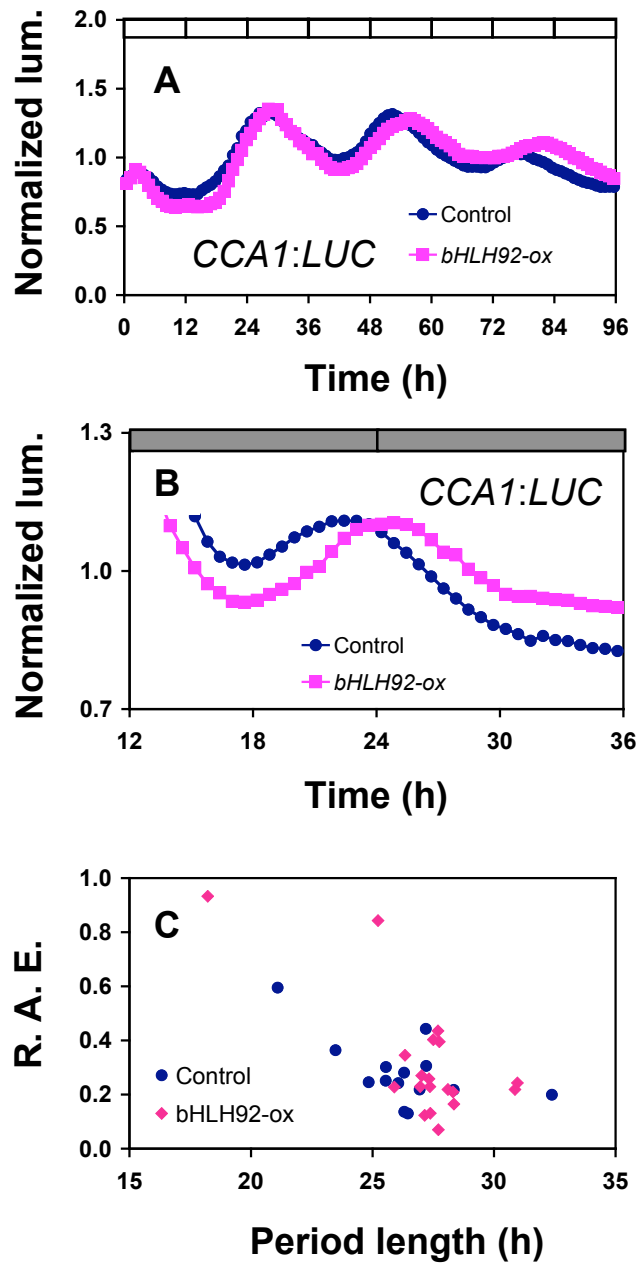 2.0
1.5
1.0
0.5
0.0
Normalized lum.
A
Control
bHLH92-ox
CCA1:LUC
0 12 24 36 48 60 72 84 96
Time (h)
1.3
1.0
0.7
Normalized lum.
B
CCA1:LUC
Control
bHLH92-ox
12 18 24 30 36
Time (h)
1.0
0.8
0.6
0.4
0.2
0.0
R. A. E.
C
Control
bHLH92-ox
15 20 25 30 35
Period length (h)